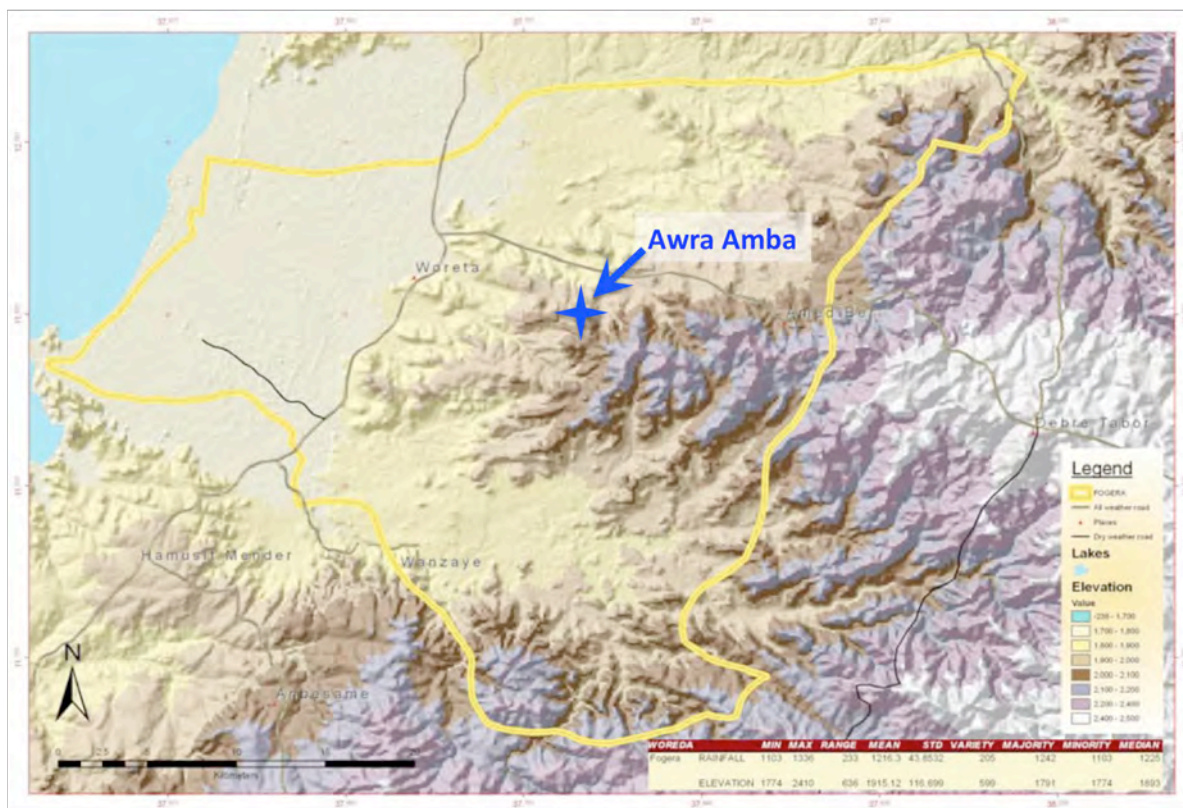 Awra Amba
Woreta
Debre Tabor
Hamusit Mender
Wanzaye
Anbesame
N
Kilometers
Legend
FOGERA
All weather road
Places
Dry weather road
Lakes
Elevation
Value
1,700 - 1,800
1,800 - 1,900
1,900 - 2,000
2,000 - 2,100
2,100 - 2,200
2,200 - 2,400
2,400 - 2,500
WOREDA MIN MAX RANGE MEAN STD VARIETY MAJORITY MINORITY MEDIAN
Fogera RAINFALL 1103 1336 233 1216.3 43.6532 205 1242 1103 1225
ELEVATION 1774 2410 636 1915.12 116.699 599 1791 1774 1893